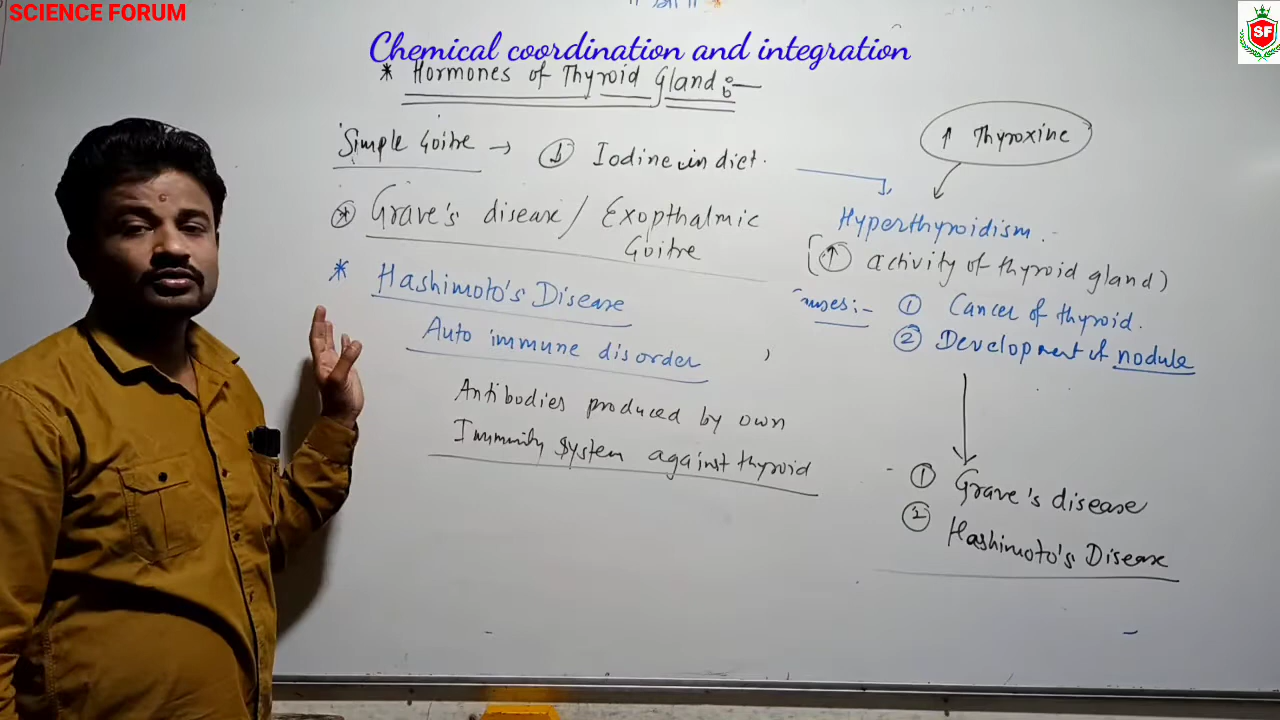 SCIENCE FORUM
SF
Chemical coordination and integration
* Hormones of Thyroid Gland :—
Simple Goitre → ↓ Iodine in diet.
* Grave's disease / Exopthalmic
Goitre
* Hashimoto's Disease
Auto immune disorder
Antibodies produced by own
Immunity system against thyroid
↑ Thyroxine
Hyperthyroidism.
(↑ activity of thyroid gland)
① Cancer of thyroid.
② Development of nodule
① Grave's disease
② Hashimoto's Disease